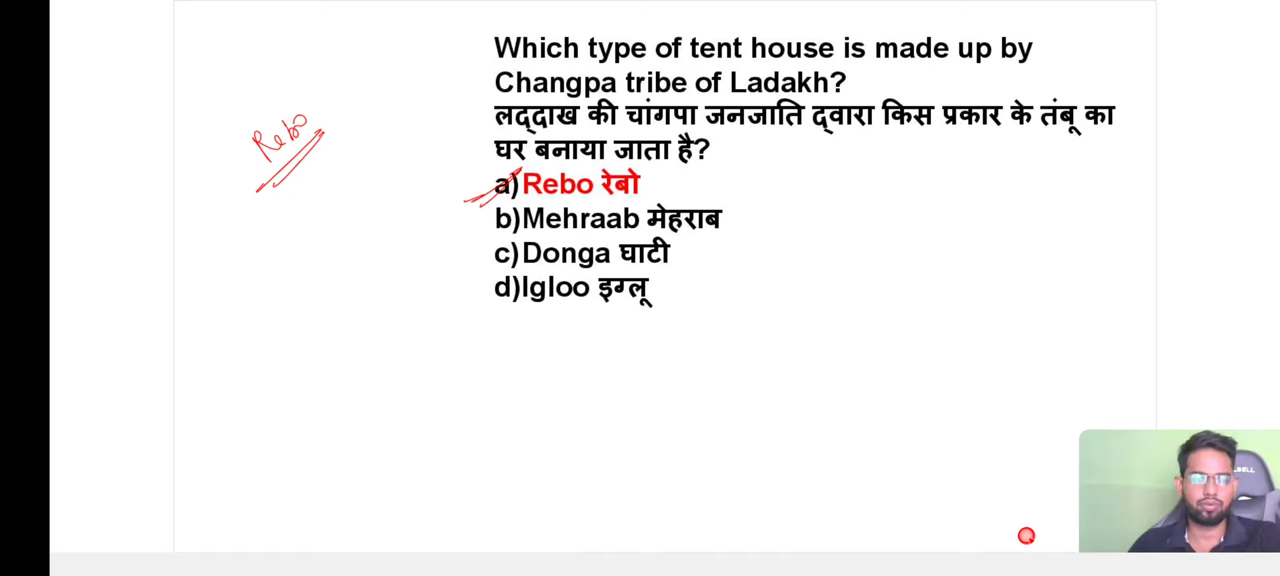 Which type of tent house is made up by
Changpa tribe of Ladakh?
लद्दाख की चांगपा जनजाति द्वारा किस प्रकार के तंबू का
घर बनाया जाता है?
Rebo
a)Rebo रेबो
b)Mehraab मेहराब
c)Donga घाटी
d)Igloo इग्लू